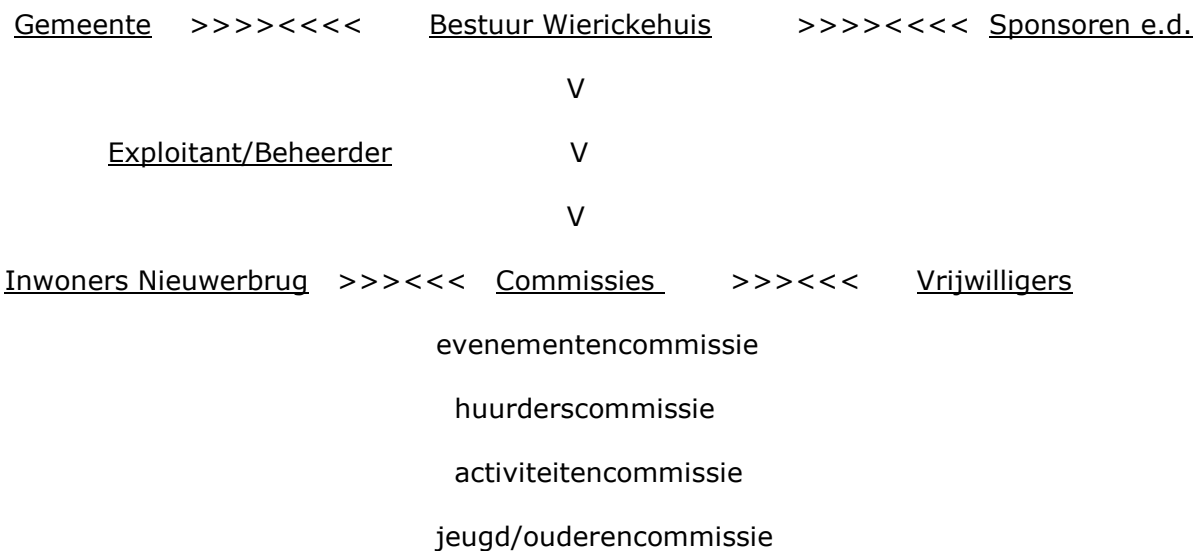 Gemeente >>>><<<< Bestuur Wierickehuis >>>><<<< Sponsoren e.d.
V
Exploitant/Beheerder V
V
Inwoners Nieuwerbrug >>><<< Commissies >>><<< Vrijwilligers
evenementencommissie
huurderscommissie
activiteitencommissie
jeugd/ouderencommissie